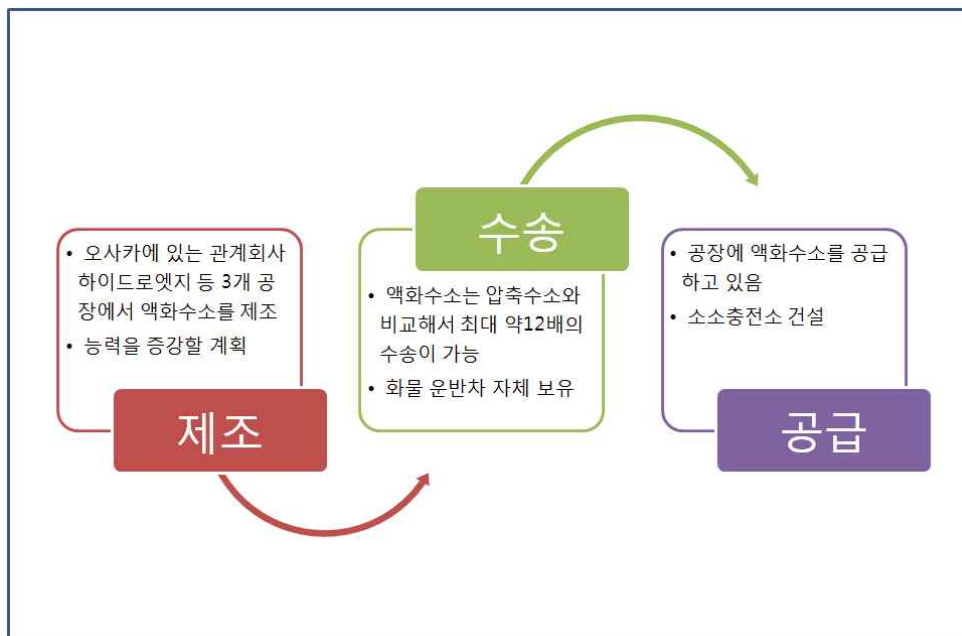 • 오사카에 있는 관계회사
하이드로엣지 등 3개 공
장에서 액화수소를 제조
• 능력을 증강할 계획
제조
수송
• 액화수소는 압축수소와
비교해서 최대 약12배의
수송이 가능
• 화물 운반차 자체 보유
• 공장에 액화수소를 공급
하고 있음
• 소소충전소 건설
공급